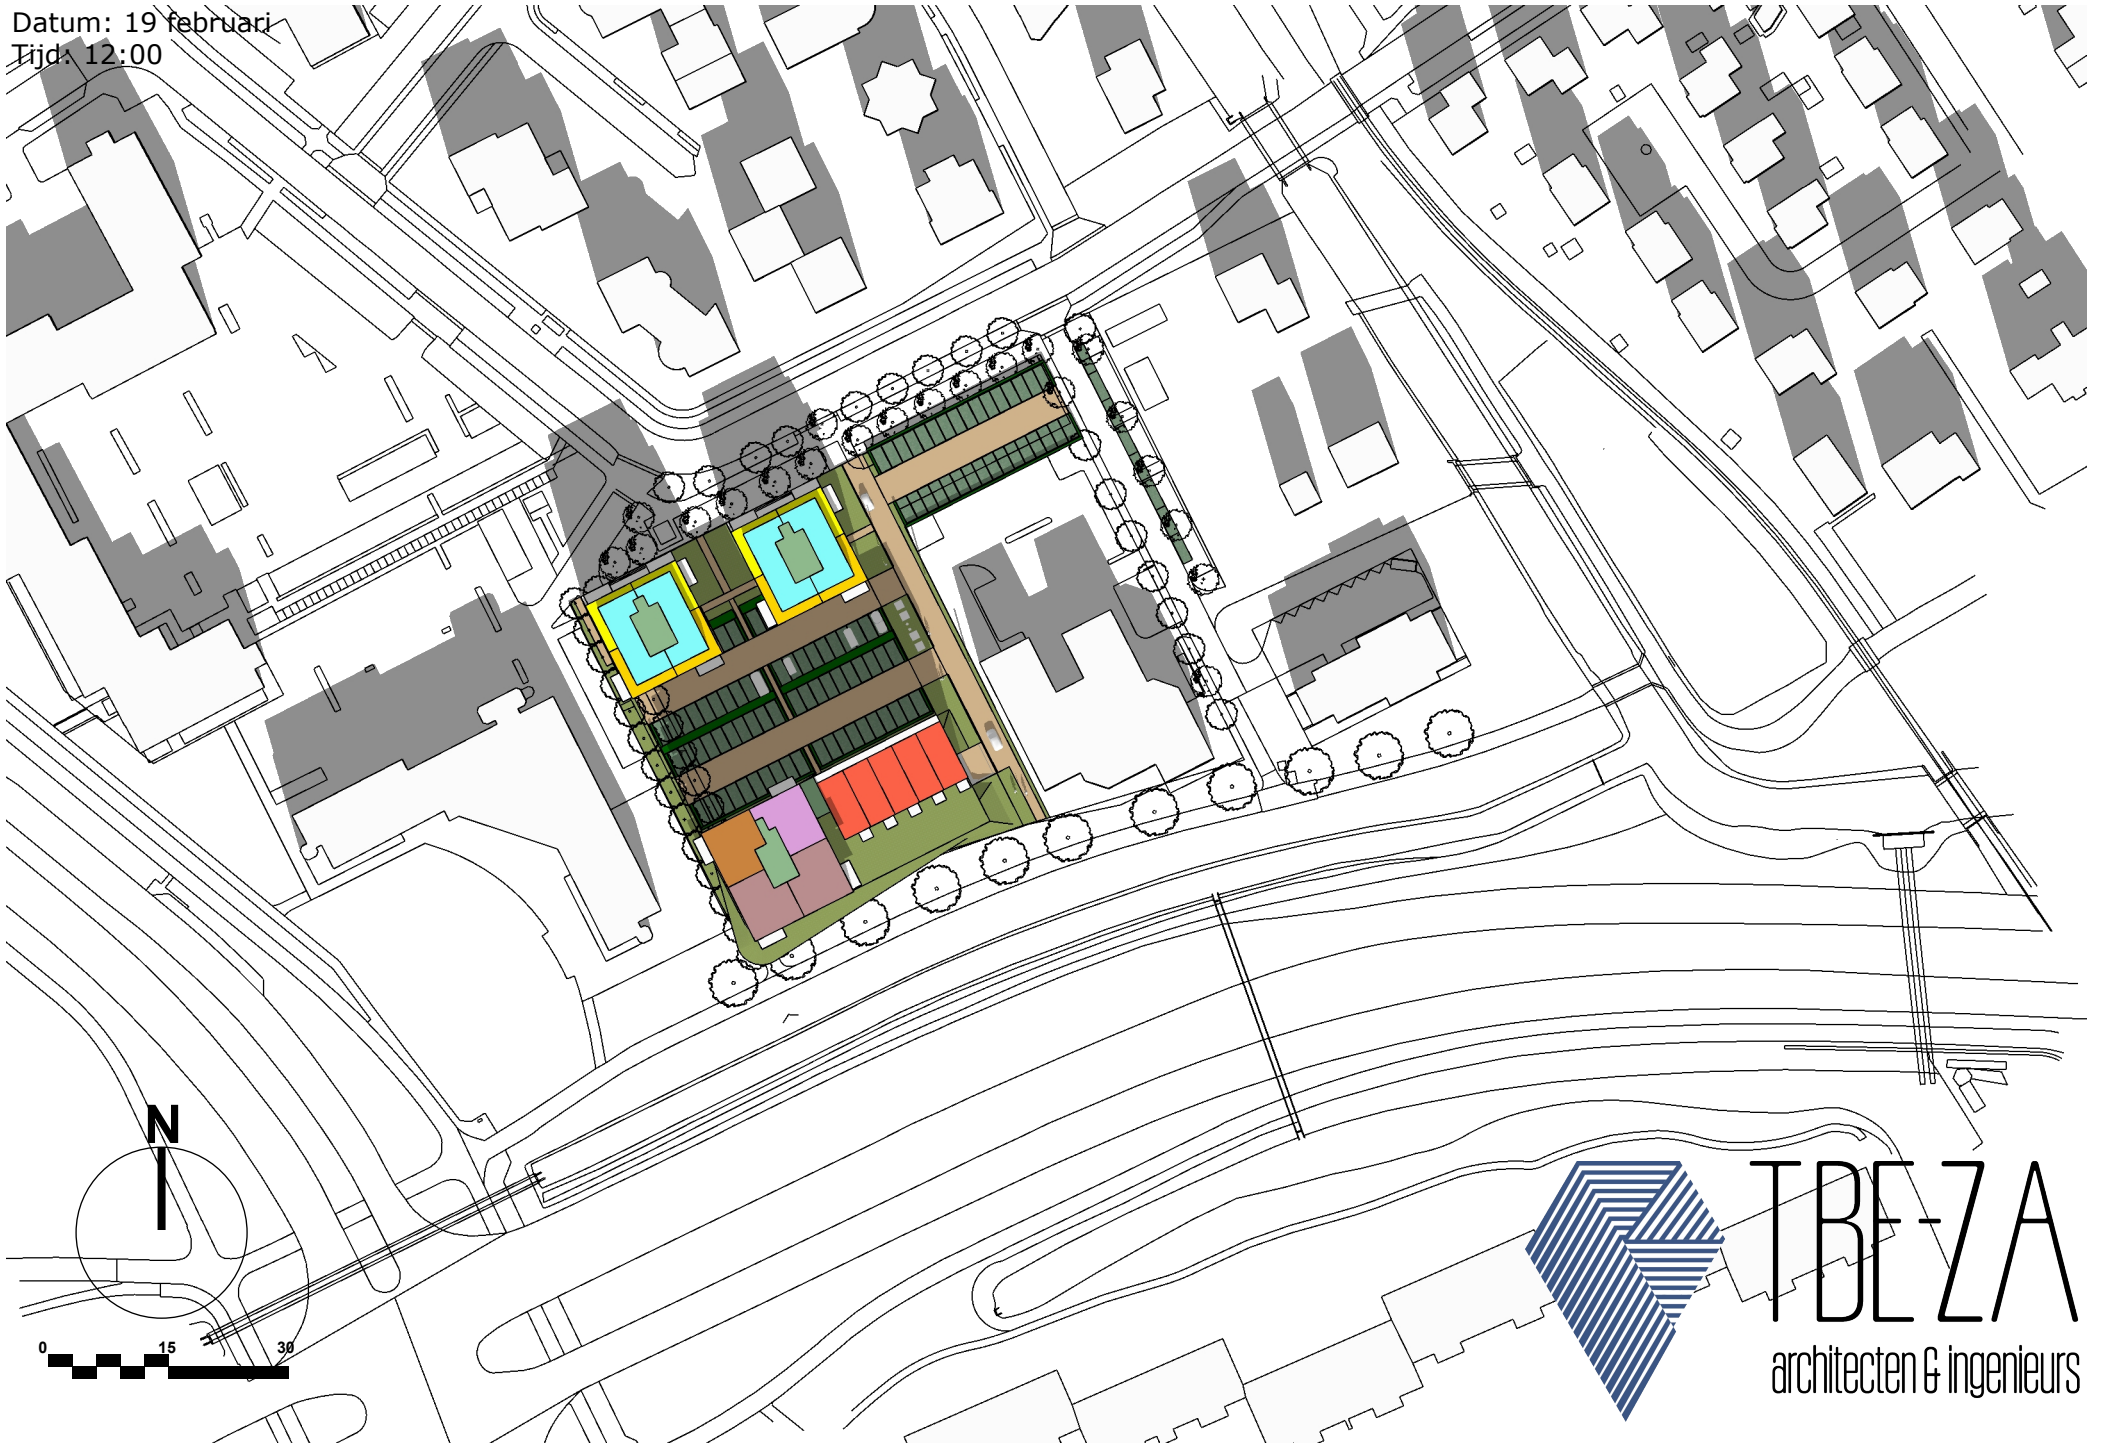 Datum: 19 februari
Tijd: 12:00
N
0 15 30
TBE-ZA
architecten & ingenieurs